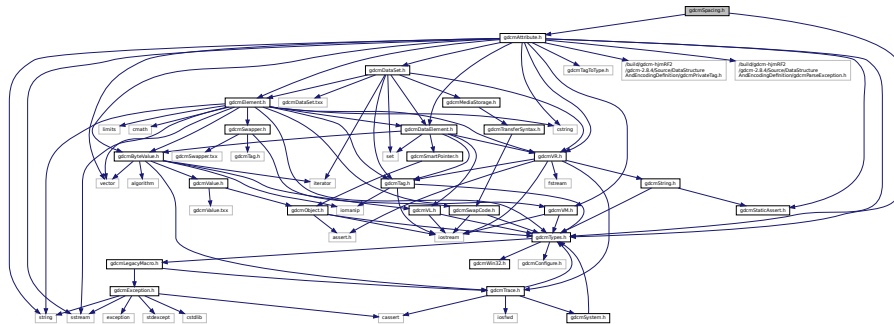 gdcmSpacing.h
gdcmAttribute.h
gdcmDataSet.h
gdcmTagToType.h
/build/gdcm-hjmRF2
/gdcm-2.8.4/Source/DataStructure
AndEncodingDefinition/gdcmPrivateTag.h
/build/gdcm-hjmRF2
/gdcm-2.8.4/Source/DataStructure
AndEncodingDefinition/gdcmParseException.h
gdcmElement.h
gdcmDataSet.txx
gdcmMediaStorage.h
limits
cmath
gdcmSwapper.h
gdcmDataElement.h
gdcmTransferSyntax.h
cstring
gdcmByteValue.h
gdcmSwapper.txx
gdcmTag.h
set
gdcmSmartPointer.h
gdcmVR.h
vector
algorithm
gdcmValue.h
iterator
gdcmTag.h
fstream
gdcmString.h
gdcmValue.txx
gdcmObject.h
iomanip
gdcmVL.h
gdcmSwapCode.h
gdcmVM.h
gdcmStaticAssert.h
assert.h
iostream
gdcmTypes.h
gdcmLegacyMacro.h
gdcmWin32.h
gdcmConfigure.h
gdcmException.h
gdcmTrace.h
string
sstream
exception
stdexcept
cstdlib
cassert
iosfwd
gdcmSystem.h